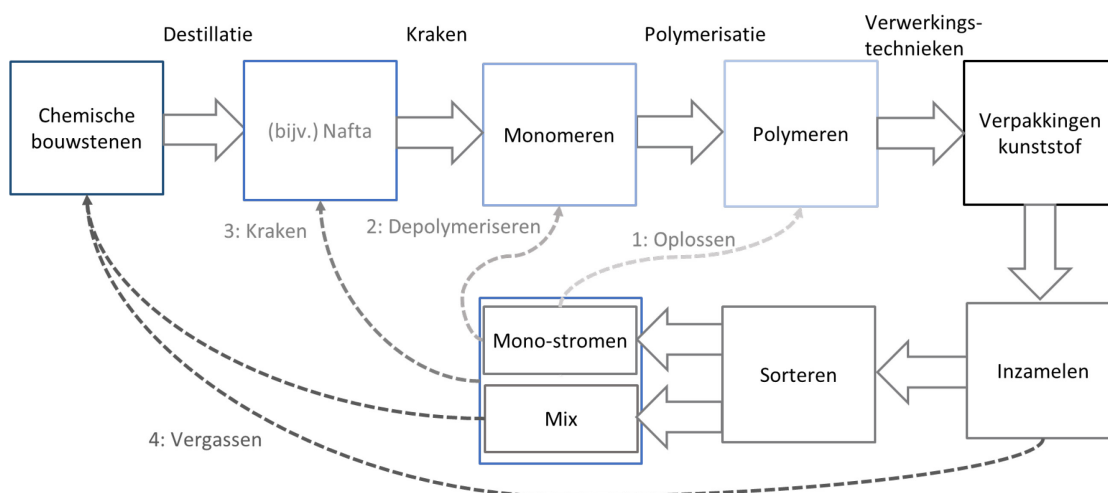 Destillatie
Kraken
Polymerisatie
Verwerkings-
technieken
Chemische
bouwstenen
(bijv.) Nafta
Monomeren
Polymeren
Verpakkingen
kunststof
3: Kraken
2: Depolymeriseren
1: Oplossen
Mono-stromen
Mix
Sorteren
Inzamelen
4: Vergassen